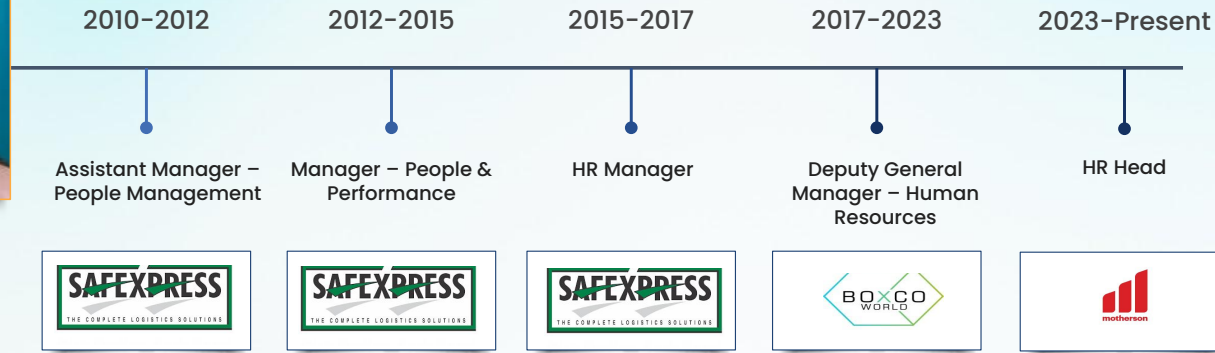 2010-2012
2012-2015
2015-2017
2017-2023
2023-Present
Assistant Manager –
People Management
Manager – People &
Performance
HR Manager
Deputy General
Manager – Human
Resources
HR Head
SAFEXPRESS
THE COMPLETE LOGISTICS SOLUTIONS
SAFEXPRESS
THE COMPLETE LOGISTICS SOLUTIONS
SAFEXPRESS
THE COMPLETE LOGISTICS SOLUTIONS
BOXCO
WORLD
motherson